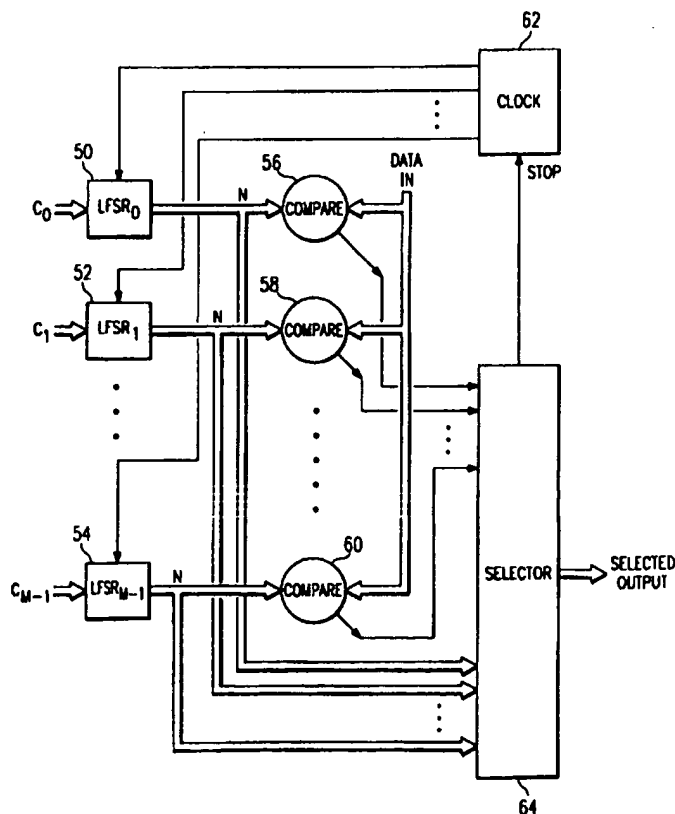 62
CLOCK
50
56
DATA
IN
STOP
C0
LFSR0
N
COMPARE
52
58
C1
LFSR1
N
COMPARE
54
60
CM-1
LFSRM-1
N
COMPARE
SELECTOR
SELECTED
OUTPUT
64